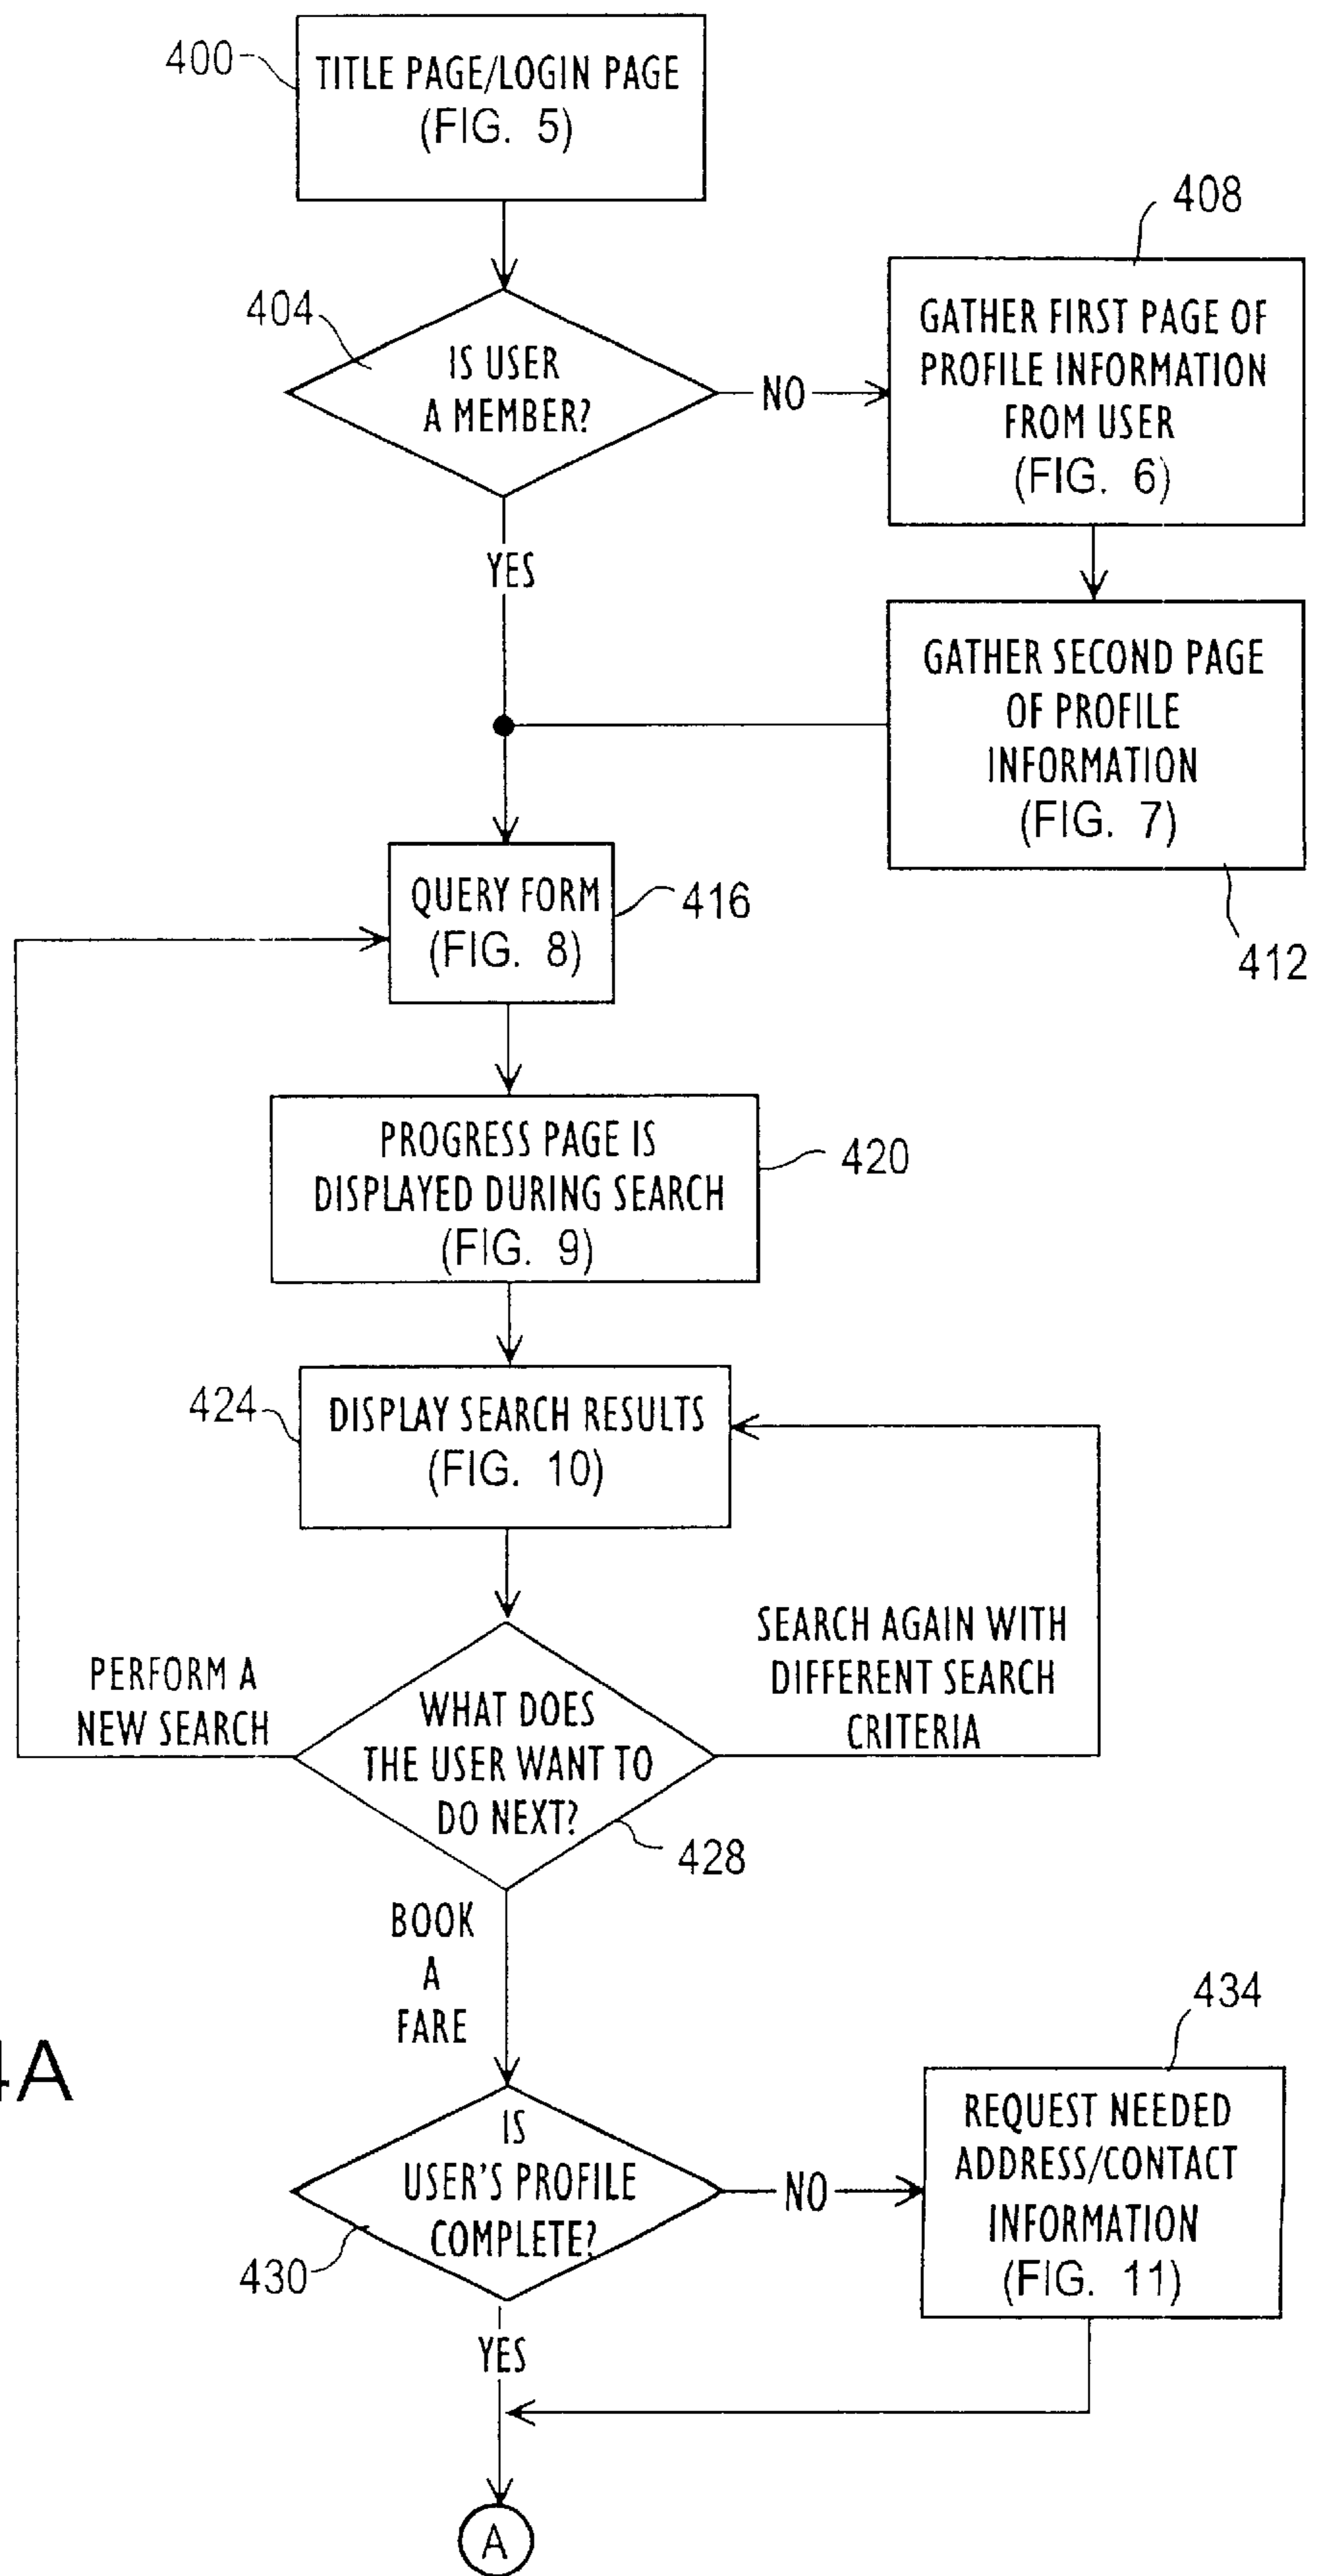 400
TITLE PAGE/LOGIN PAGE
(FIG. 5)
408
404
IS USER
A MEMBER?
NO
GATHER FIRST PAGE OF
PROFILE INFORMATION
FROM USER
(FIG. 6)
YES
GATHER SECOND PAGE
OF PROFILE
INFORMATION
(FIG. 7)
412
QUERY FORM
(FIG. 8)
416
PROGRESS PAGE IS
DISPLAYED DURING SEARCH
(FIG. 9)
420
424
DISPLAY SEARCH RESULTS
(FIG. 10)
PERFORM A
NEW SEARCH
WHAT DOES
THE USER WANT TO
DO NEXT?
428
SEARCH AGAIN WITH
DIFFERENT SEARCH
CRITERIA
BOOK
A
FARE
4A
IS
USER'S PROFILE
COMPLETE?
430
NO
434
REQUEST NEEDED
ADDRESS/CONTACT
INFORMATION
(FIG. 11)
YES
A